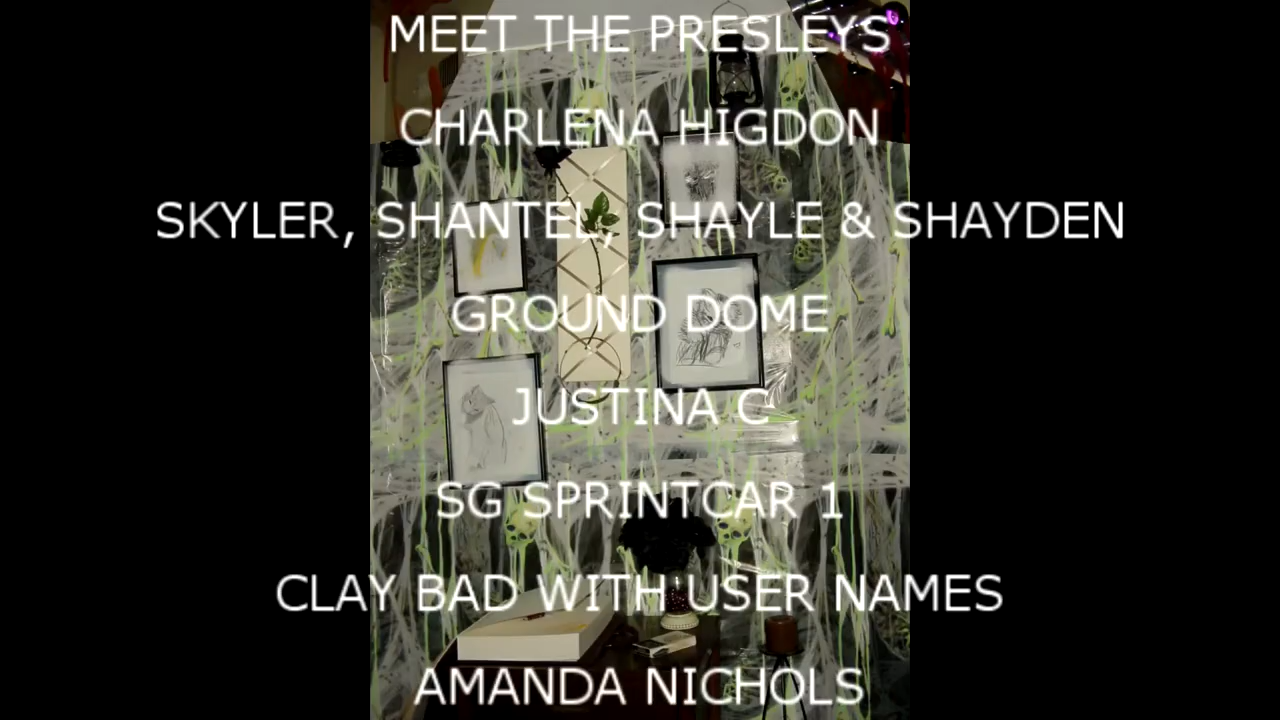 MEET THE PRESLEYS
CHARLENA HIGDON
SKYLER, SHANTEL, SHAYLE & SHAYDEN
GROUND DOME
JUSTINA C
SG SPRINTCAR 1
CLAY BAD WITH USER NAMES
AMANDA NICHOLS